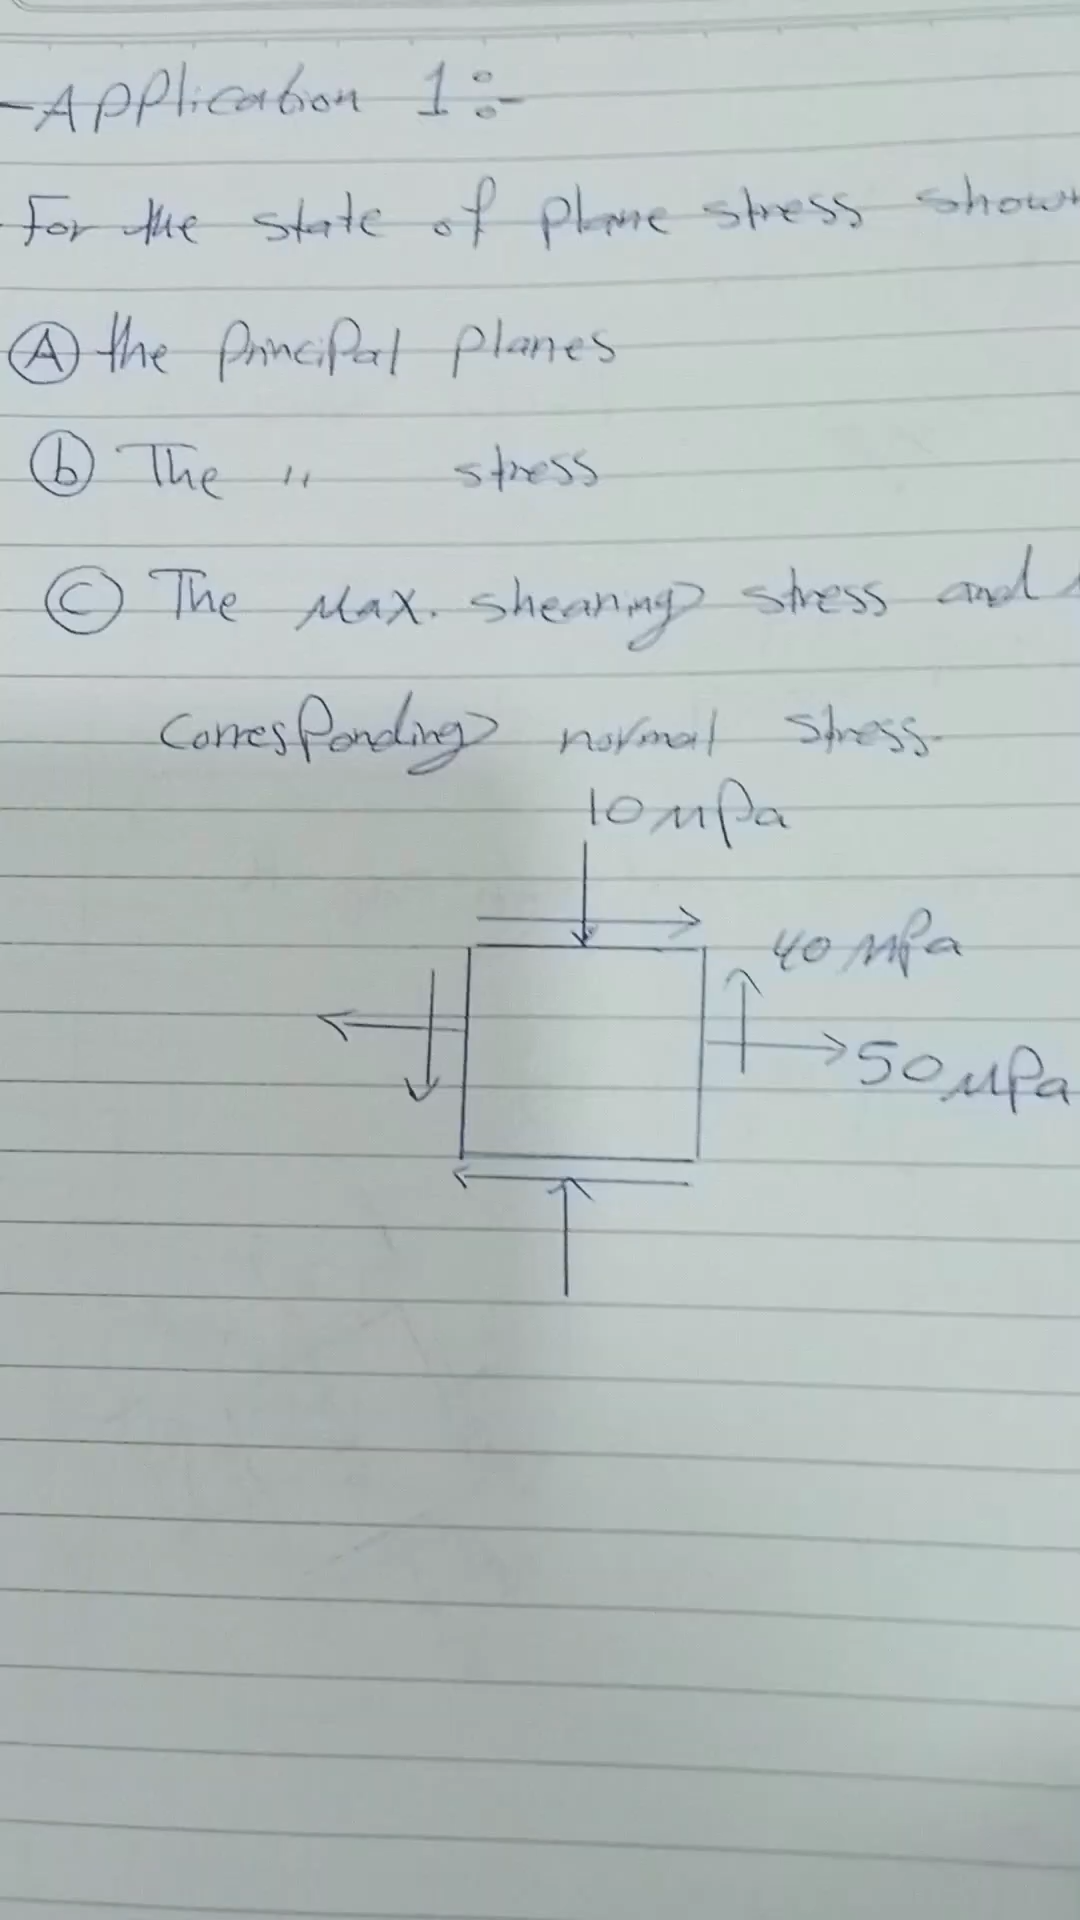 - Application 1:-
For the state of plane stress shown
(A) the principal planes
(b) The " stress
(C) The Max. shearing stress and
corresponding normal stress.
10 MPa
40 MPa
50 MPa